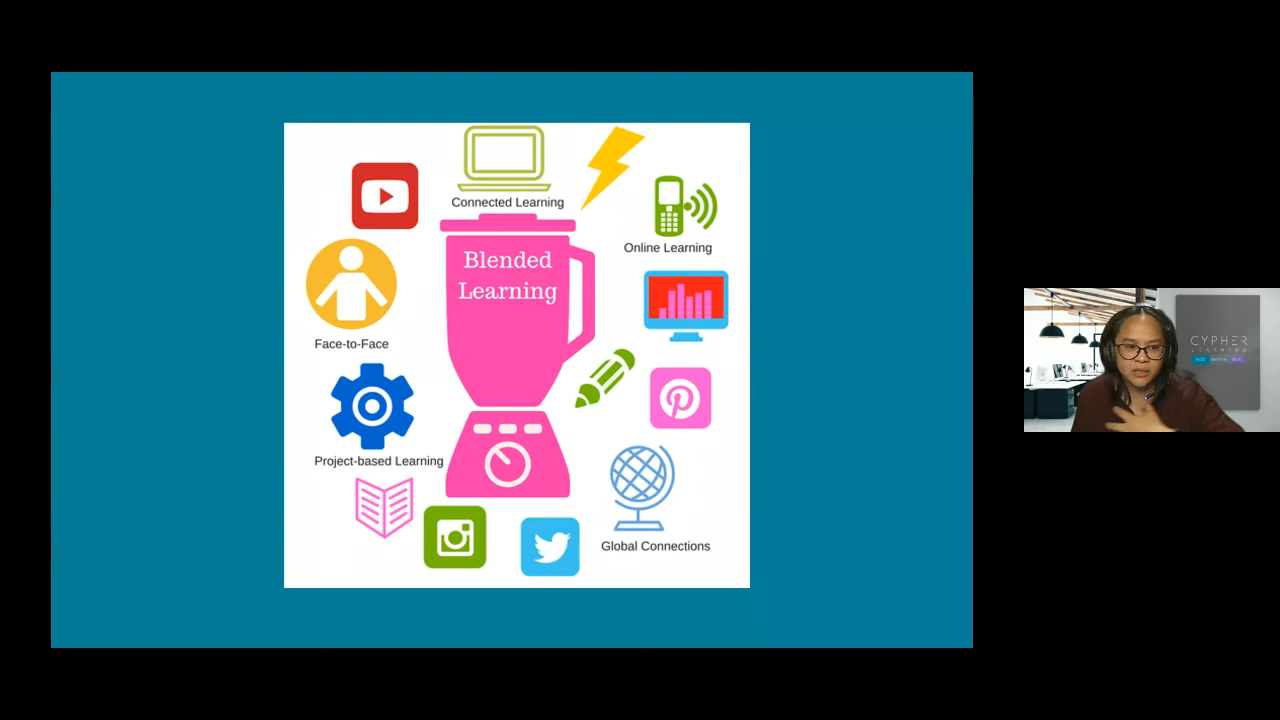 Connected Learning
Online Learning
Blended
Learning
Face-to-Face
Project-based Learning
Global Connections
CYPHER
LEARNING